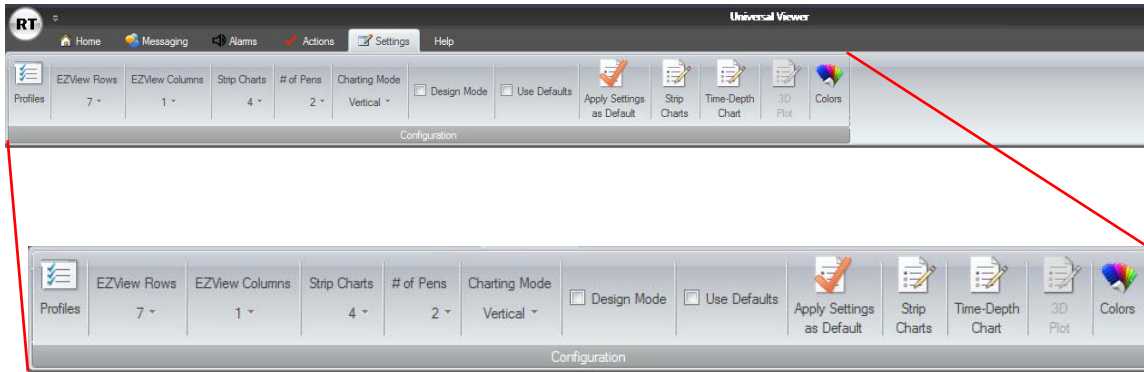 Universal Viewer
RT
Home Messaging Alarms Actions Settings Help
Profiles
EZView Rows EZView Columns Strip Charts # of Pens Charting Mode
7 1 4 2 Vertical
Design Mode Use Defaults
Apply Settings as Default
Strip Charts
Time-Depth Chart
3D Plot
Colors
Configuration
Profiles
EZView Rows EZView Columns Strip Charts # of Pens Charting Mode
7 1 4 2 Vertical
Design Mode Use Defaults
Apply Settings as Default
Strip Charts
Time-Depth Chart
3D Plot
Colors
Configuration